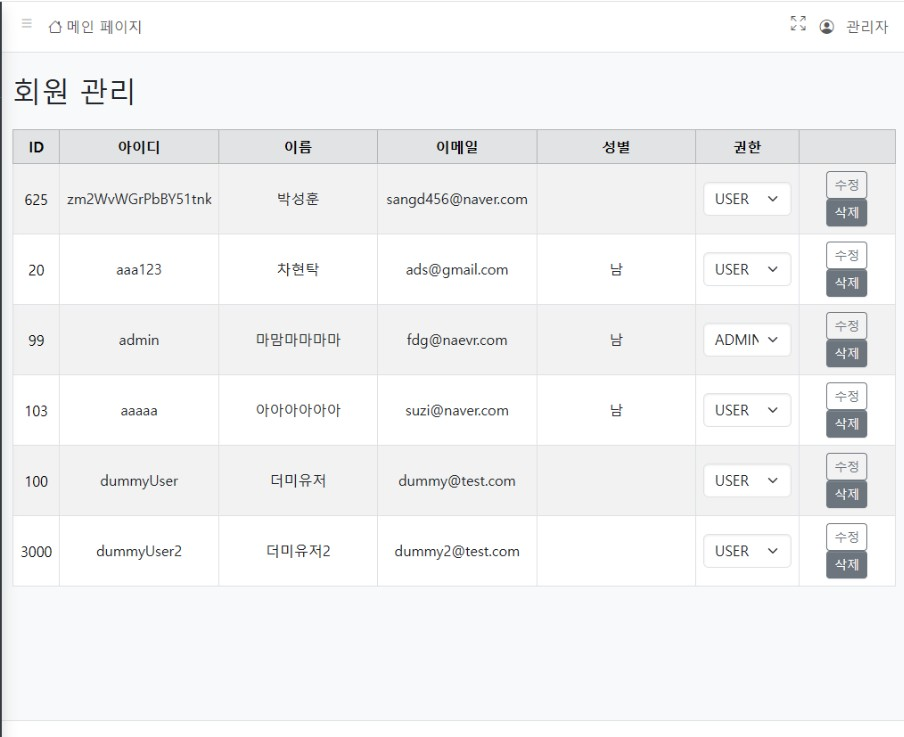 메인 페이지 관리자
회원 관리
ID 아이디 이름 이메일 성별 권한
625 zm2WvWGrPbBY51tnk 박성훈 sangd456@naver.com USER 수정 삭제
20 aaa123 차현탁 ads@gmail.com 남 USER 수정 삭제
99 admin 마맘마마마마 fdg@naevr.com 남 ADMIN 수정 삭제
103 aaaaa 아아아아아아 suzi@naver.com 남 USER 수정 삭제
100 dummyUser 더미유저 dummy@test.com USER 수정 삭제
3000 dummyUser2 더미유저2 dummy2@test.com USER 수정 삭제